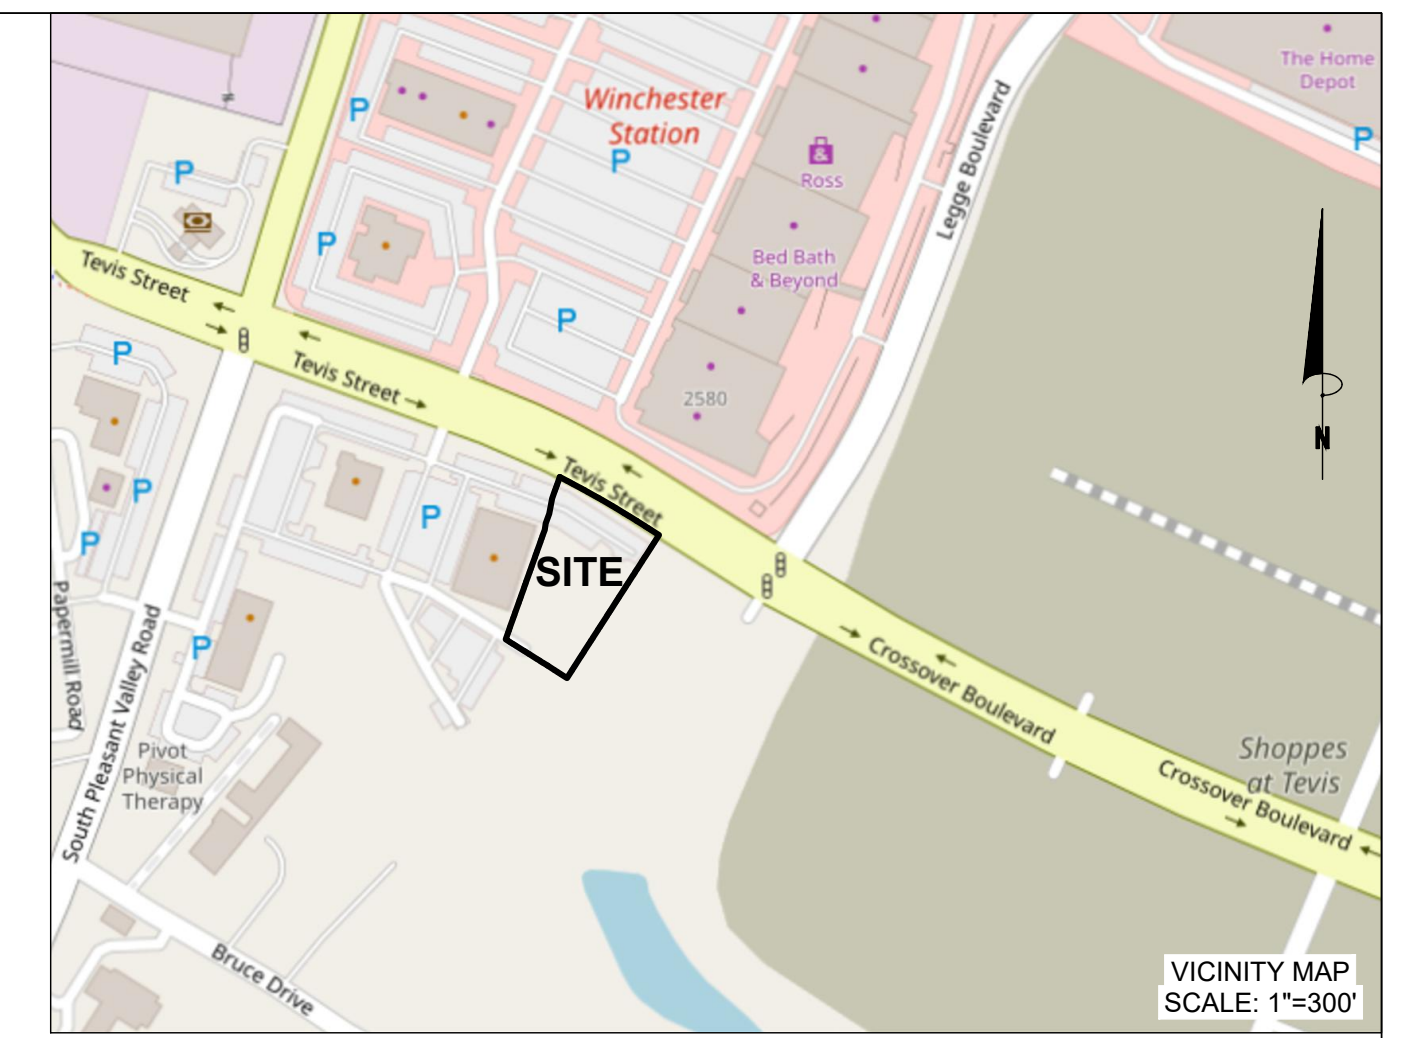 The Home
Depot
P
Winchester
Station
P
P
Ross
Legge Boulevard
P
P
Bed Bath
& Beyond
Tevis Street
P
P
Tevis Street
2580
N
Tevis Street
P
P
P
SITE
Papermill Road
South Pleasant Valley Road
P
Crossover Boulevard
Pivot
Physical
Therapy
Shoppes
at Tevis
Crossover Boulevard
Bruce Drive
VICINITY MAP
SCALE: 1"=300'